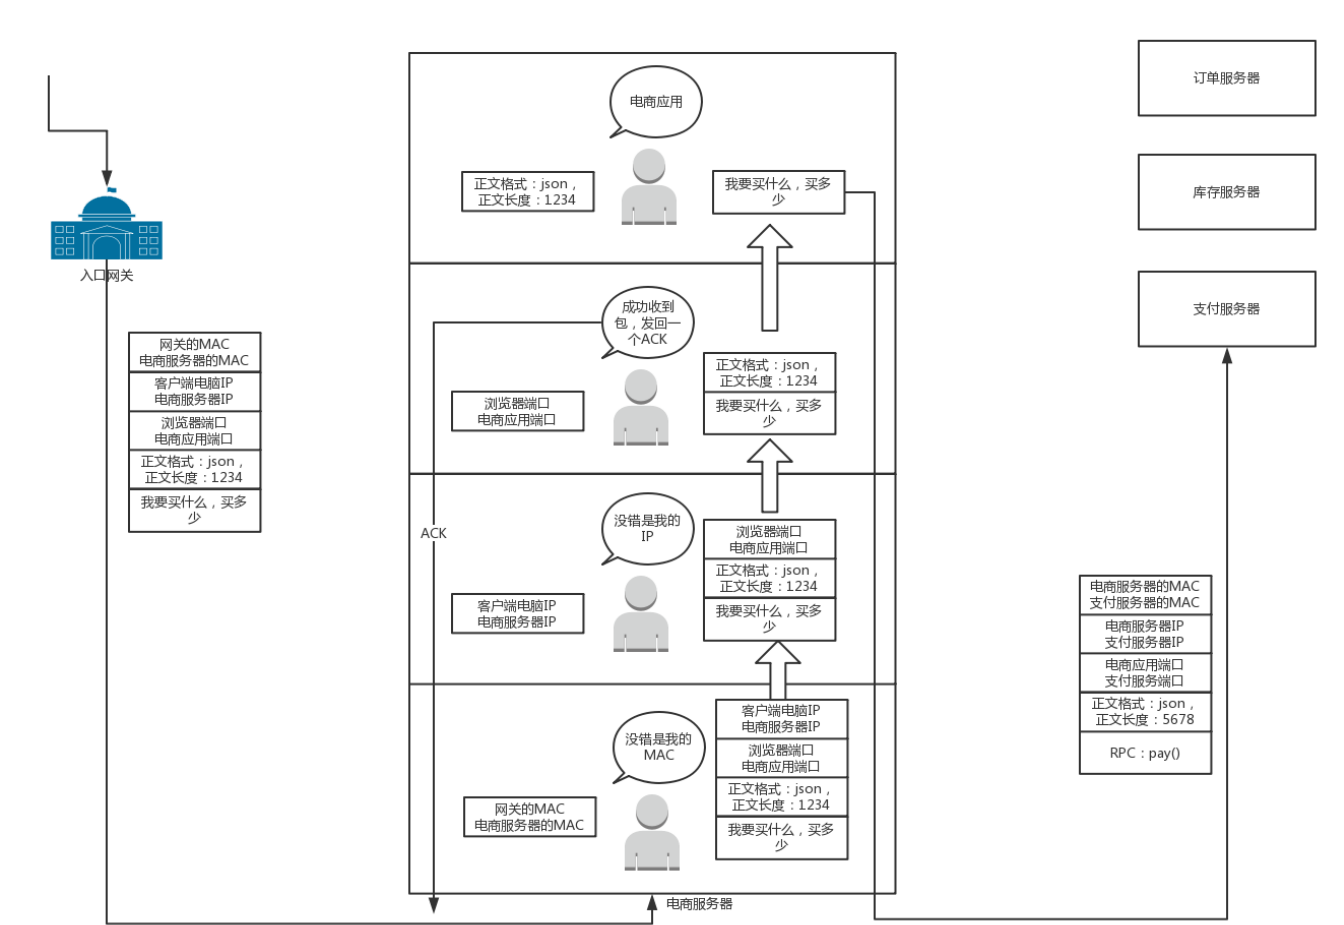 电商应用
正文格式：json，
正文长度：1234
我要买什么，买多
少
订单服务器
库存服务器
支付服务器
入口网关
网关的MAC
电商服务器的MAC
客户端电脑IP
电商服务器IP
浏览器端口
电商应用端口
正文格式：json，
正文长度：1234
我要买什么，买多
少
成功收到
包，发回一
个ACK
浏览器端口
电商应用端口
正文格式：json，
正文长度：1234
我要买什么，买多
少
ACK
没错是我的
IP
客户端电脑IP
电商服务器IP
浏览器端口
电商应用端口
正文格式：json，
正文长度：1234
我要买什么，买多
少
没错是我的
MAC
网关的MAC
电商服务器的MAC
客户端电脑IP
电商服务器IP
浏览器端口
电商应用端口
正文格式：json，
正文长度：1234
我要买什么，买多
少
电商服务器
电商服务器的MAC
支付服务器的MAC
电商服务器IP
支付服务器IP
电商应用端口
支付服务端口
正文格式：json，
正文长度：5678
RPC：pay()